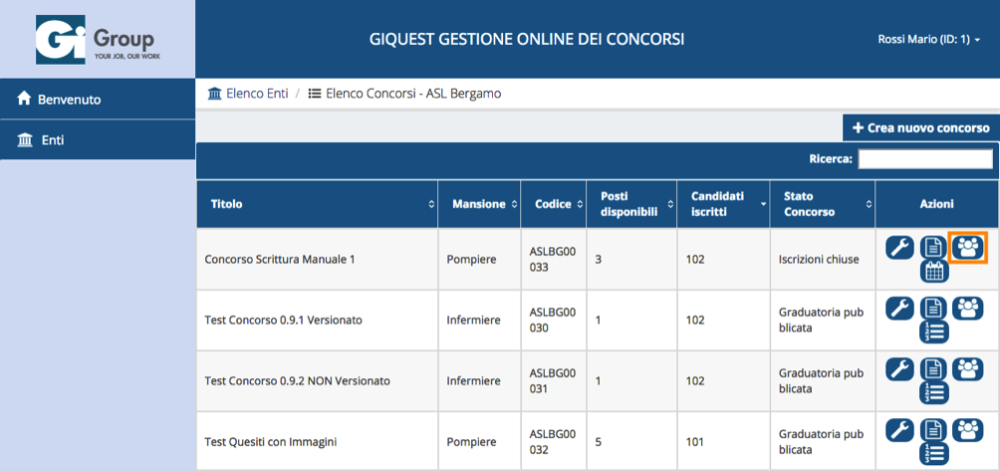 Gi Group
YOUR JOB, OUR WORK
GIQUEST GESTIONE ONLINE DEI CONCORSI
Rossi Mario (ID: 1)
Benvenuto
Enti
Elenco Enti / Elenco Concorsi - ASL Bergamo
+ Crea nuovo concorso
Ricerca:
Titolo Mansione Codice Posti disponibili Candidati iscritti Stato Concorso Azioni
Concorso Scrittura Manuale 1 Pompiere ASLBG00033 3 102 Iscrizioni chiuse
Test Concorso 0.9.1 Versionato Infermiere ASLBG00030 1 102 Graduatoria pubblicata
Test Concorso 0.9.2 NON Versionato Infermiere ASLBG00031 1 102 Graduatoria pubblicata
Test Quesiti con Immagini Pompiere ASLBG00032 5 101 Graduatoria pubblicata